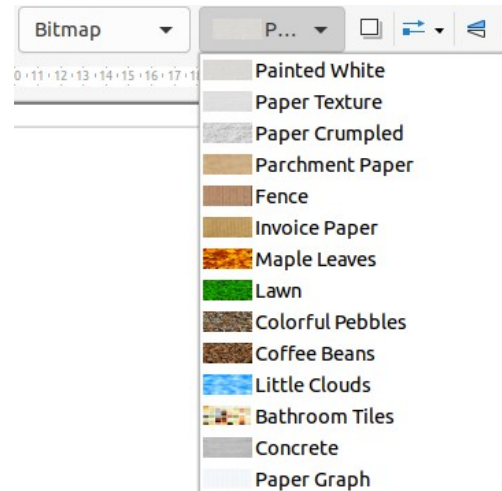 Bitmap
P...
0 · 11 · 12 · 13 · 14 · 15 · 16 · 17 · 1
Painted White
Paper Texture
Paper Crumpled
Parchment Paper
Fence
Invoice Paper
Maple Leaves
Lawn
Colorful Pebbles
Coffee Beans
Little Clouds
Bathroom Tiles
Concrete
Paper Graph